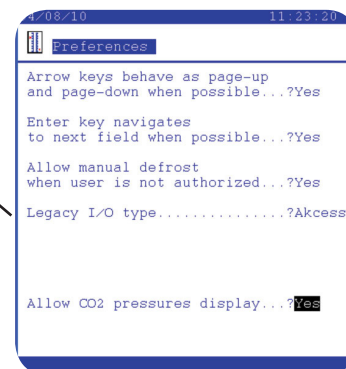 4/08/10 11:23:20
Preferences
Arrow keys behave as page-up
and page-down when possible...?Yes
Enter key navigates
to next field when possible...?Yes
Allow manual defrost
when user is not authorized...?Yes
Legacy I/O type...............?Akcess
Allow CO2 pressures display...?Yes